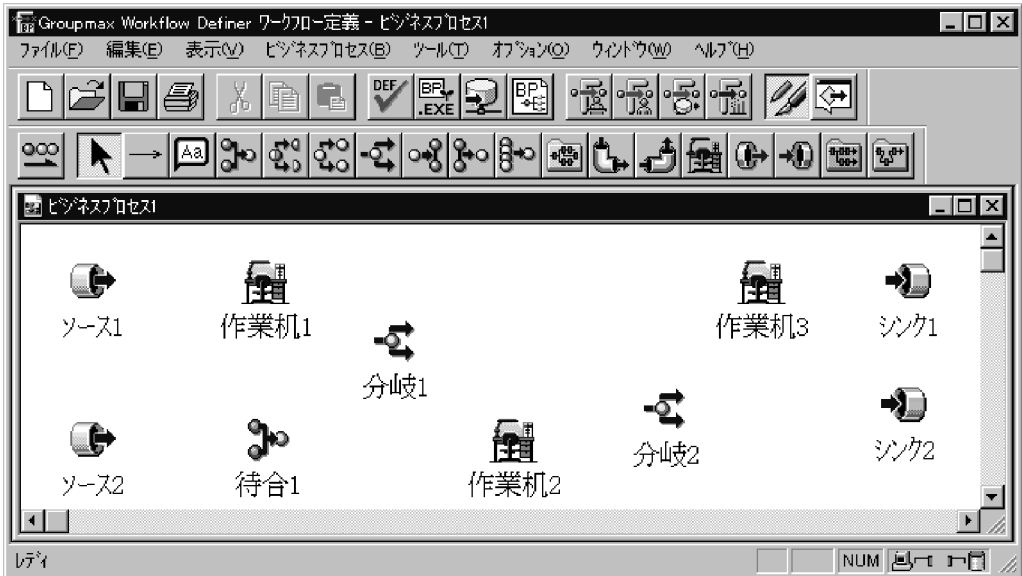 Groupmax Workflow Definer ワークフロー定義 - ビジネスプロセス1
ファイル(F) 編集(E) 表示(V) ビジネスプロセス(B) ツール(T) オプション(O) ウィンドウ(W) ヘルプ(H)
DEF BP .EXE BP
Aa
ビジネスプロセス1
ソース1 作業机1 作業机3 シンク1
分岐1
ソース2 待合1 作業机2 分岐2 シンク2
レディ NUM